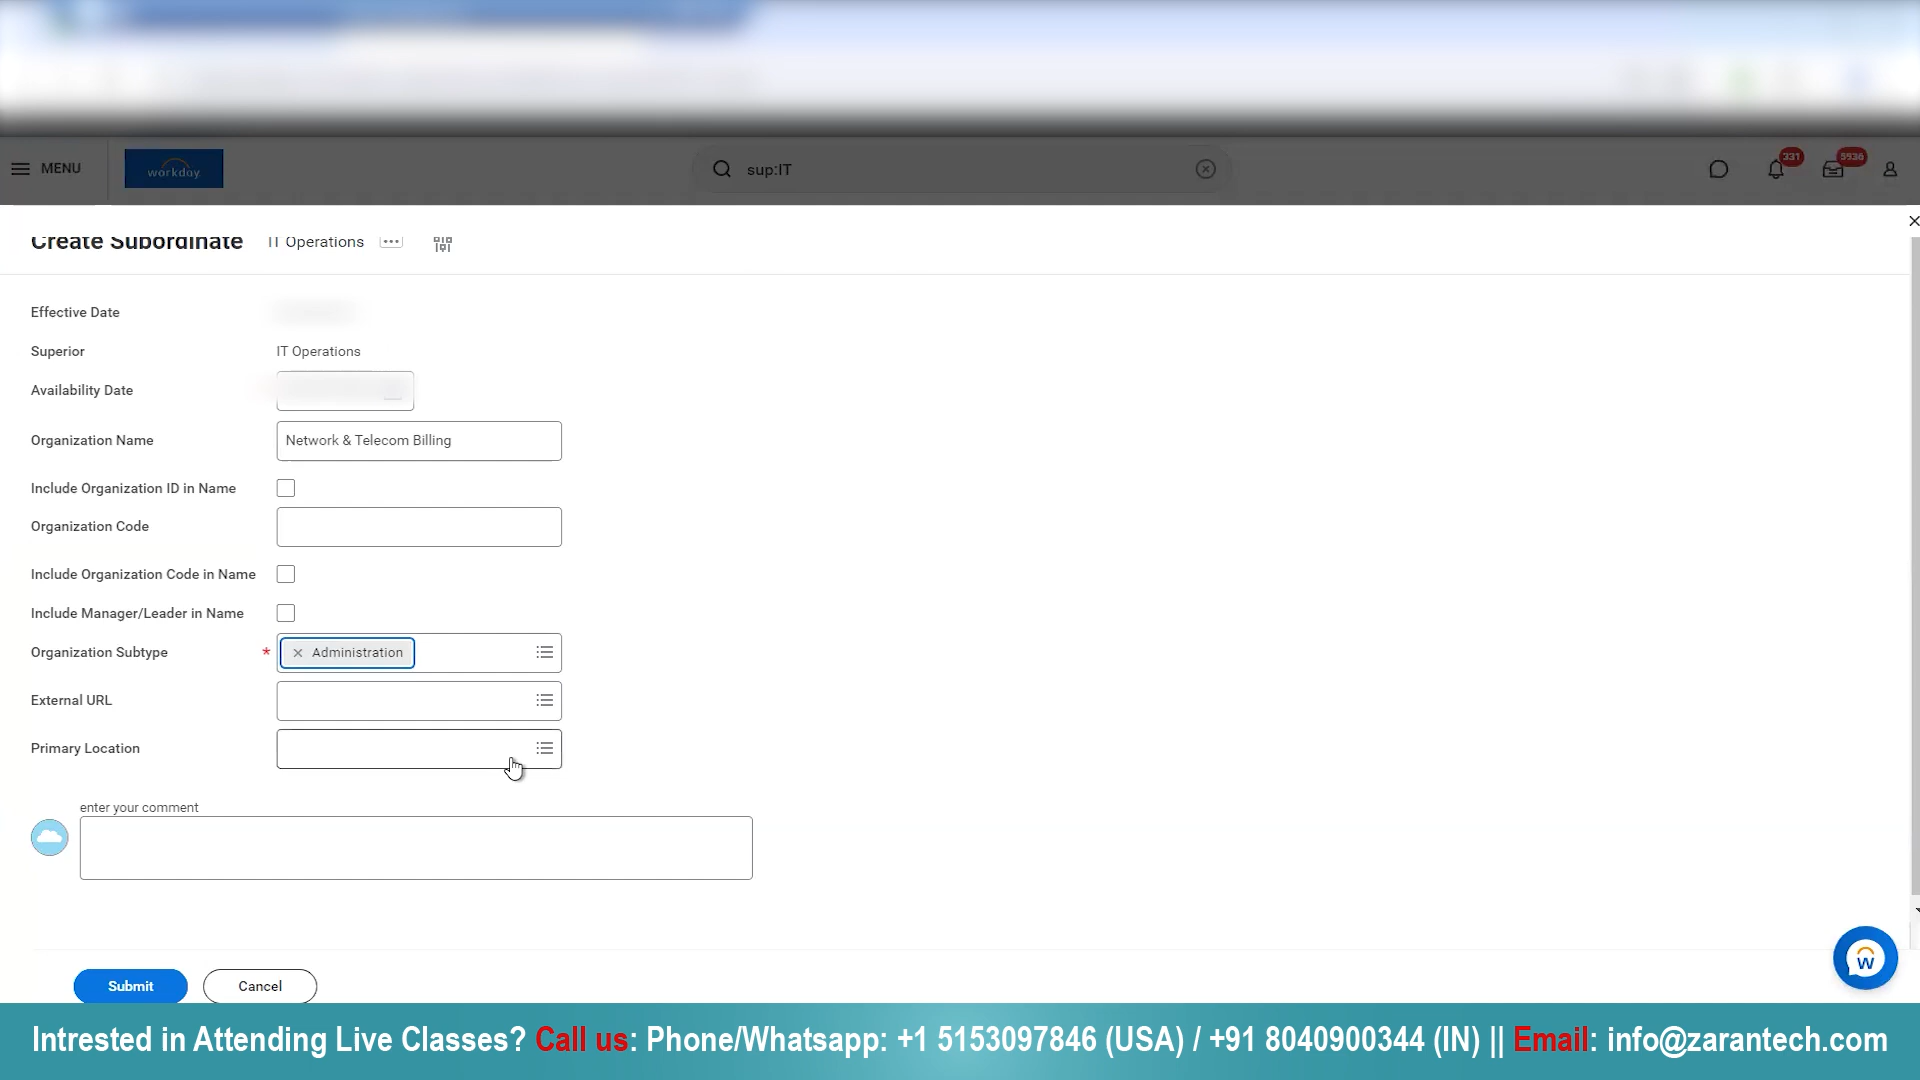 MENU
workday.
sup:IT
331
5936
Create Subordinate
IT Operations
Effective Date
Superior
IT Operations
Availability Date
Organization Name
Network & Telecom Billing
Include Organization ID in Name
Organization Code
Include Organization Code in Name
Include Manager/Leader in Name
Organization Subtype *
Administration
External URL
Primary Location
enter your comment
Submit
Cancel
W
Intrested in Attending Live Classes? Call us: Phone/Whatsapp: +1 5153097846 (USA) / +91 8040900344 (IN) || Email: info@zarantech.com